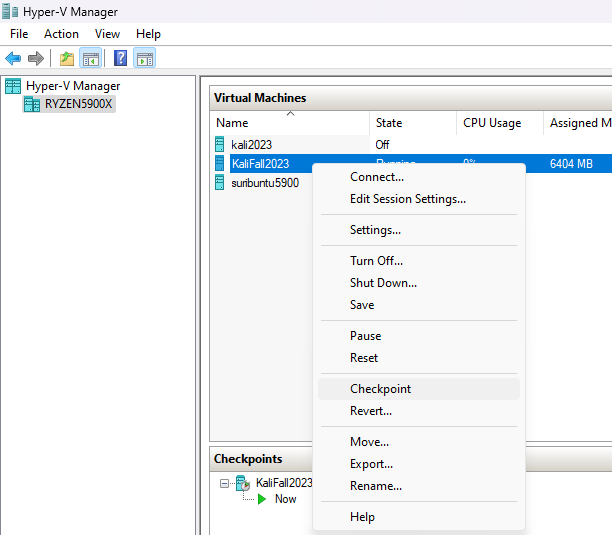 Hyper-V Manager
File Action View Help
Hyper-V Manager
RYZEN5900X
Virtual Machines
Name State CPU Usage Assigned M
kali2023 Off
KaliFall2023 Running 0% 6404 MB
suribuntu5900
Connect...
Edit Session Settings...
Settings...
Turn Off...
Shut Down...
Save
Pause
Reset
Checkpoint
Revert...
Move...
Export...
Rename...
Help
Checkpoints
KaliFall2023
Now